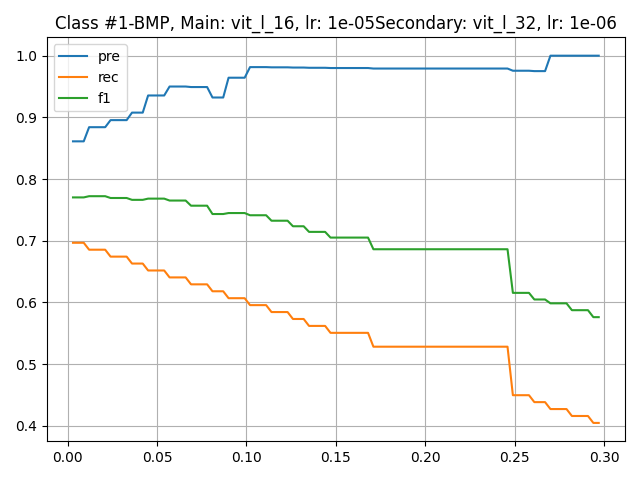 Class #1-BMP, Main: vit_l_16, lr: 1e-05Secondary: vit_l_32, lr: 1e-06
pre
rec
f1
1.0
0.9
0.8
0.7
0.6
0.5
0.4
0.00 0.05 0.10 0.15 0.20 0.25 0.30